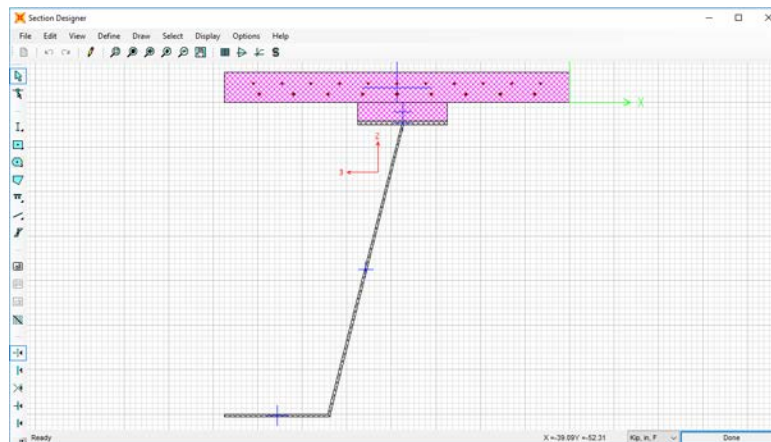 Section Designer
File Edit View Define Draw Select Display Options Help
X
2
3
Ready
X =-39.09Y =-52.31
Kip, in, F
Done